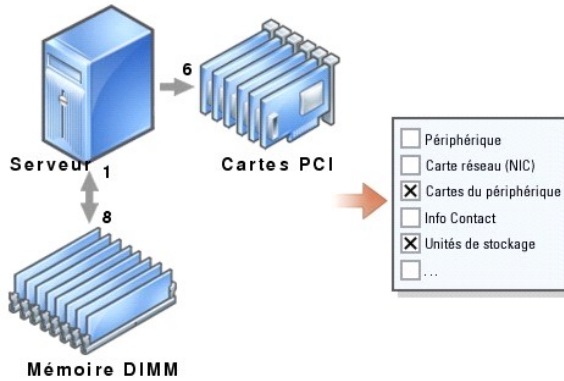 6
Serveur 1
Cartes PCI
8
Mémoire DIMM
Périphérique
Carte réseau (NIC)
Cartes du périphérique
Info Contact
Unités de stockage
...